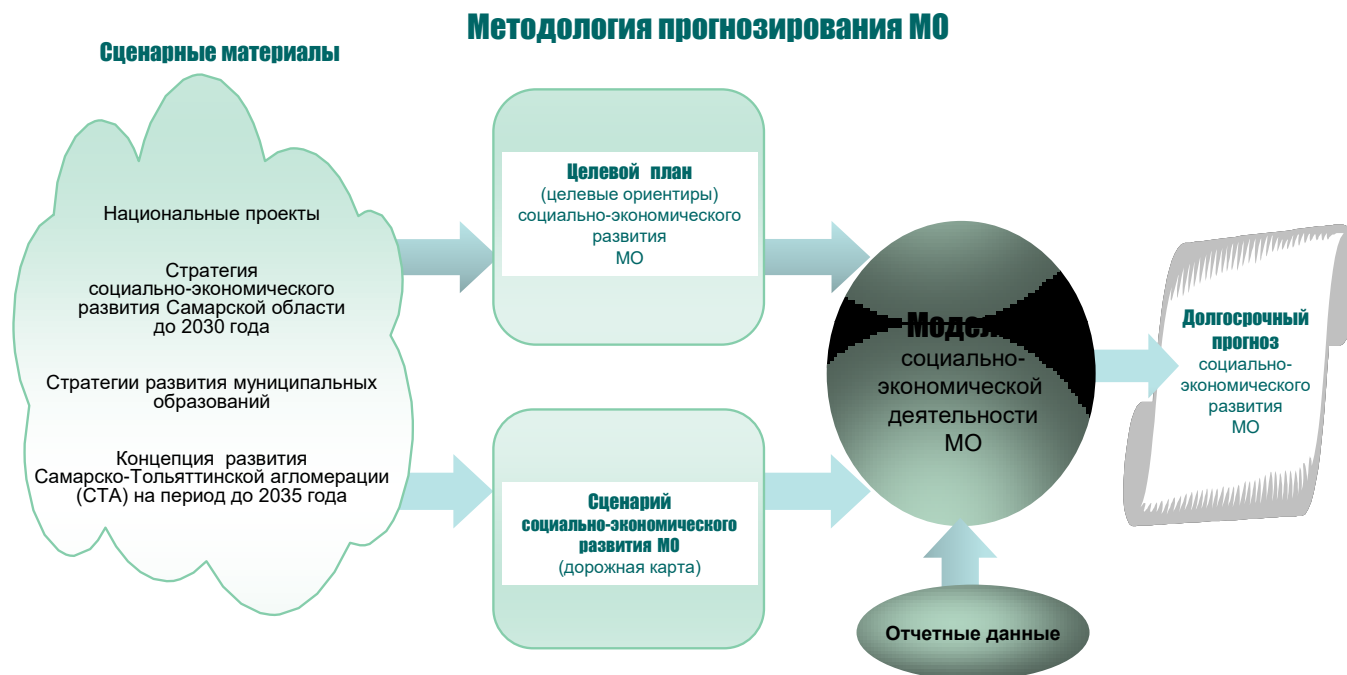 Методология прогнозирования МО
Сценарные материалы
Национальные проекты
Стратегия
социально-экономического
развития Самарской области
до 2030 года
Стратегии развития муниципальных
образований
Концепция развития
Самарско-Тольяттинской агломерации
(СТА) на период до 2035 года
Целевой план
(целевые ориентиры)
социально-экономического
развития
МО
Сценарий
социально-экономического
развития МО
(дорожная карта)
социально-
экономической
деятельности
МО
Отчетные данные
Долгосрочный
прогноз
социально-
экономического
развития
МО